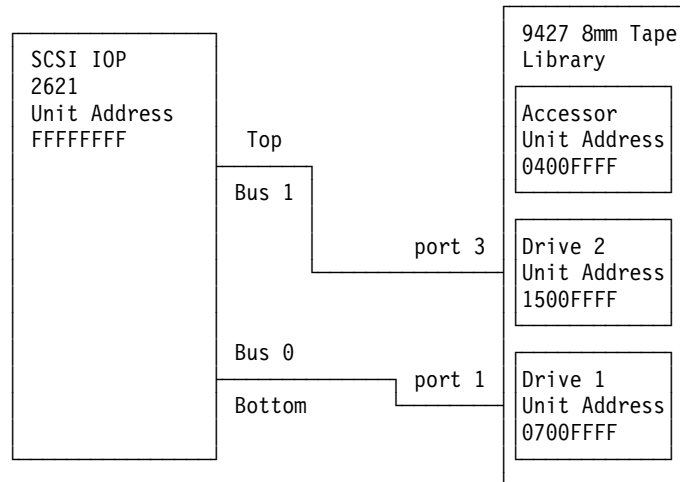 SCSI IOP
2621
Unit Address
FFFFFFFF
Top
Bus 1
port 3
Bus 0
port 1
Bottom
9427 8mm Tape
Library
Accessor
Unit Address
0400FFFF
Drive 2
Unit Address
1500FFFF
Drive 1
Unit Address
0700FFFF